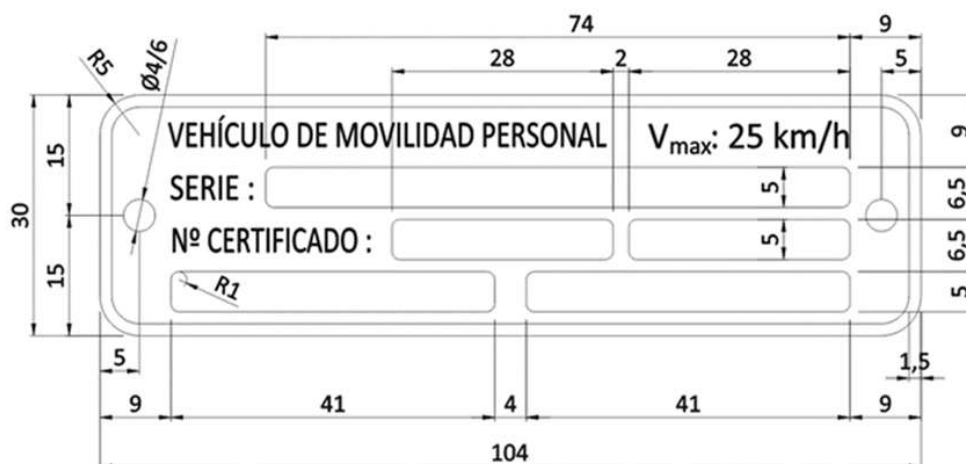 74 9
28 2 28 5
R5 Ø4/6
VEHÍCULO DE MOVILIDAD PERSONAL Vmax: 25 km/h 9
15
SERIE : 5 6,5
30
Nº CERTIFICADO : 5 6,5
15
R1 5
5 1,5
9 41 4 41 9
104